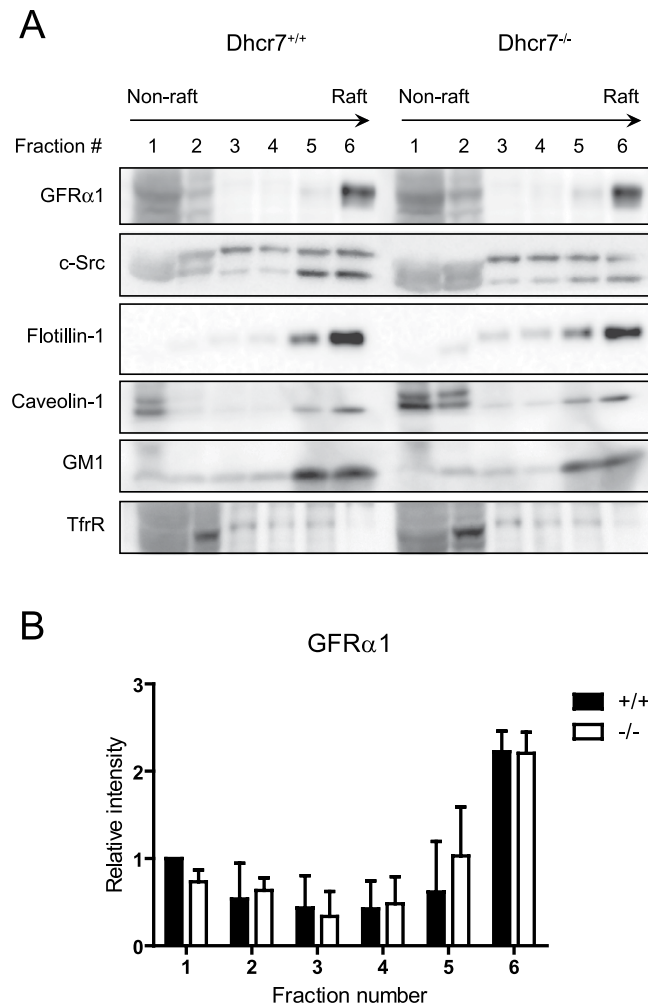 A
Dhcr7+/+ Dhcr7-/-
Non-raft Raft Non-raft Raft
Fraction # 1 2 3 4 5 6 1 2 3 4 5 6
GFRα1
c-Src
Flotillin-1
Caveolin-1
GM1
TfrR
B
GFRα1
+/+
-/-
Relative intensity
3
2
1
0
1 2 3 4 5 6
Fraction number